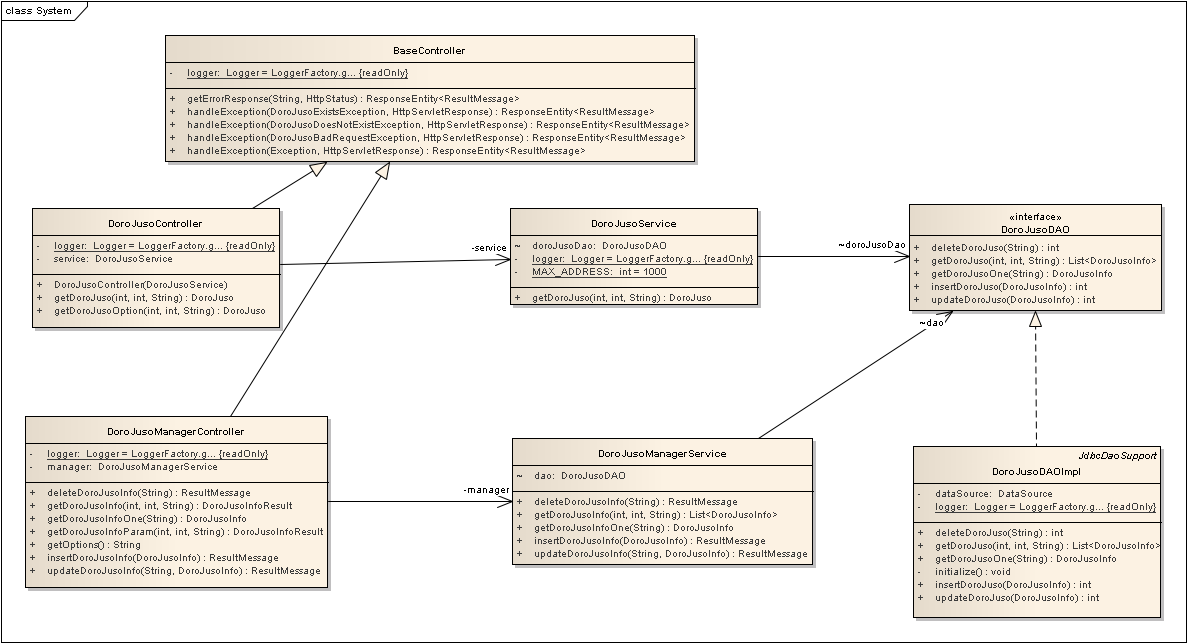 class System
BaseController
- logger: Logger = LoggerFactory.g... {readOnly}
+ getErrorResponse(String, HttpStatus) : ResponseEntity<ResultMessage>
+ handleException(DoroJusoExistsException, HttpServletResponse) : ResponseEntity<ResultMessage>
+ handleException(DoroJusoDoesNotExistException, HttpServletResponse) : ResponseEntity<ResultMessage>
+ handleException(DoroJusoBadRequestException, HttpServletResponse) : ResponseEntity<ResultMessage>
+ handleException(Exception, HttpServletResponse) : ResponseEntity<ResultMessage>
DoroJusoController
- logger: Logger = LoggerFactory.g... {readOnly}
- service: DoroJusoService
+ DoroJusoController(DoroJusoService)
+ getDoroJuso(int, int, String) : DoroJuso
+ getDoroJusoOption(int, int, String) : DoroJuso
-service
DoroJusoService
~ doroJusoDao: DoroJusoDAO
- logger: Logger = LoggerFactory.g... {readOnly}
- MAX_ADDRESS: int = 1000
+ getDoroJuso(int, int, String) : DoroJuso
~doroJusoDao
«interface»
DoroJusoDAO
+ deleteDoroJuso(String) : int
+ getDoroJuso(int, int, String) : List<DoroJusoInfo>
+ getDoroJusoOne(String) : DoroJusoInfo
+ insertDoroJuso(DoroJusoInfo) : int
+ updateDoroJuso(DoroJusoInfo) : int
~dao
DoroJusoManagerController
- logger: Logger = LoggerFactory.g... {readOnly}
- manager: DoroJusoManagerService
+ deleteDoroJusoInfo(String) : ResultMessage
+ getDoroJusoInfo(int, int, String) : DoroJusoInfoResult
+ getDoroJusoInfoOne(String) : DoroJusoInfo
+ getDoroJusoInfoParam(int, int, String) : DoroJusoInfoResult
+ getOptions() : String
+ insertDoroJusoInfo(DoroJusoInfo) : ResultMessage
+ updateDoroJusoInfo(String, DoroJusoInfo) : ResultMessage
-manager
DoroJusoManagerService
~ dao: DoroJusoDAO
+ deleteDoroJusoInfo(String) : ResultMessage
+ getDoroJusoInfo(int, int, String) : List<DoroJusoInfo>
+ getDoroJusoInfoOne(String) : DoroJusoInfo
+ insertDoroJusoInfo(DoroJusoInfo) : ResultMessage
+ updateDoroJusoInfo(String, DoroJusoInfo) : ResultMessage
JdbcDaoSupport
DoroJusoDAOImpl
- dataSource: DataSource
- logger: Logger = LoggerFactory.g... {readOnly}
+ deleteDoroJuso(String) : int
+ getDoroJuso(int, int, String) : List<DoroJusoInfo>
+ getDoroJusoOne(String) : DoroJusoInfo
- initialize() : void
+ insertDoroJuso(DoroJusoInfo) : int
+ updateDoroJuso(DoroJusoInfo) : int